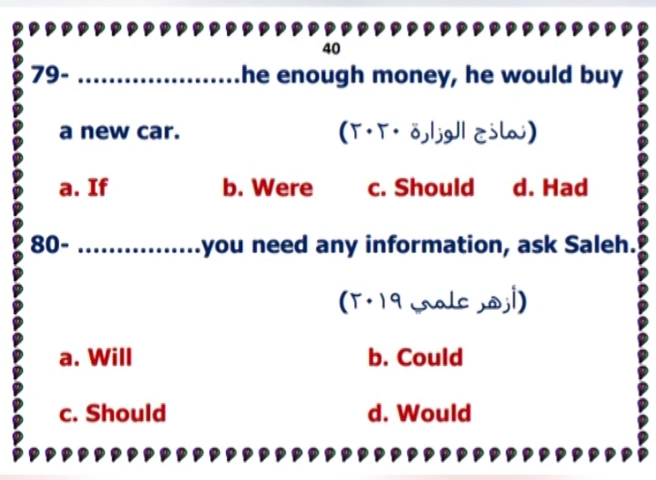 40
79- .....................he enough money, he would buy
a new car. (نماذج الوزارة ٢٠٢٠)
a. If b. Were c. Should d. Had
80- ................you need any information, ask Saleh.
(أزهر علمي ٢٠١٩)
a. Will b. Could
c. Should d. Would